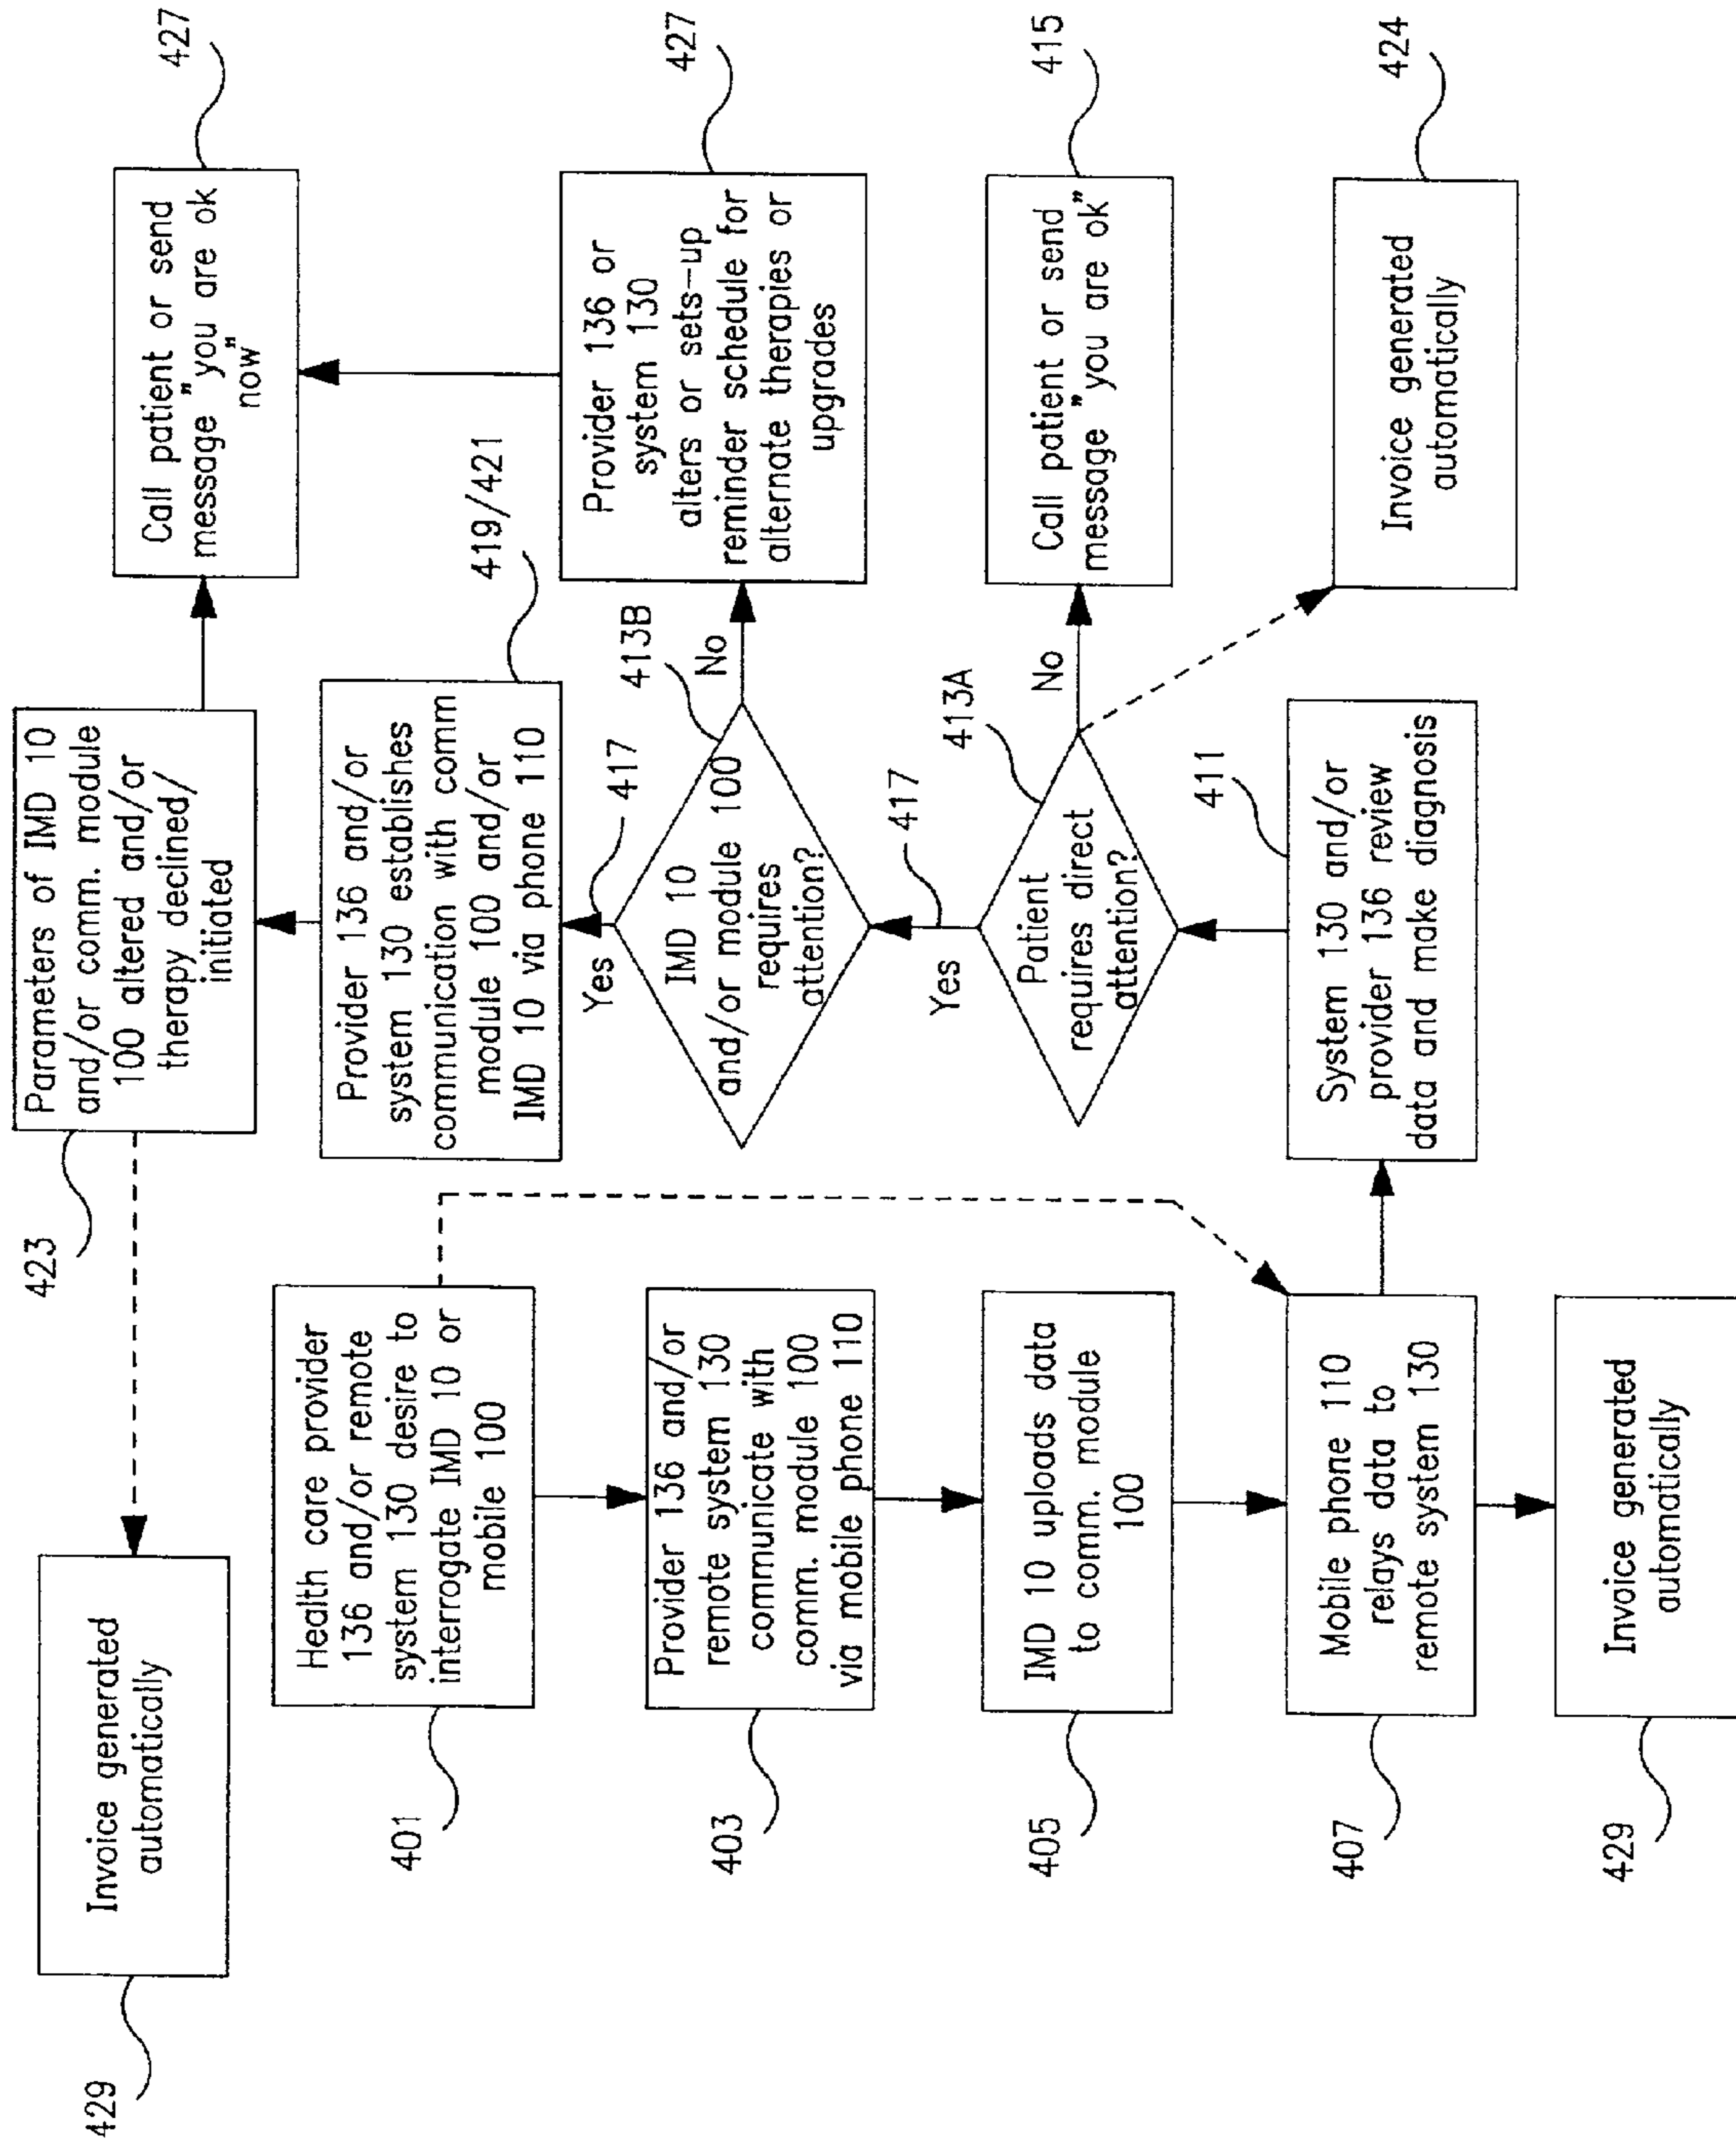 429
Invoice generated
automatically
423
Parameters of IMD 10
and/or comm. module
100 altered and/or
therapy declined/
initiated
427
Call patient or send
message "you are ok
now"
401
Health care provider
136 and/or remote
system 130 desire to
interrogate IMD 10 or
mobile 100
419/421
Provider 136 and/or
system 130 establishes
communication with comm
module 100 and/or
IMD 10 via phone 110
Yes
417
403
Provider 136 and/or
remote system 130
communicate with
comm. module 100
via mobile phone 110
413B
IMD 10
and/or module 100
requires
attention?
No
427
Provider 136 or
system 130
alters or sets-up
reminder schedule for
alternate therapies or
upgrades
Yes
417
405
IMD 10 uploads data
to comm. module
100
413A
Patient
requires direct
attention?
No
415
Call patient or send
message "you are ok"
407
Mobile phone 110
relays data to
remote system 130
411
System 130 and/or
provider 136 review
data and make diagnosis
424
Invoice generated
automatically
429
Invoice generated
automatically